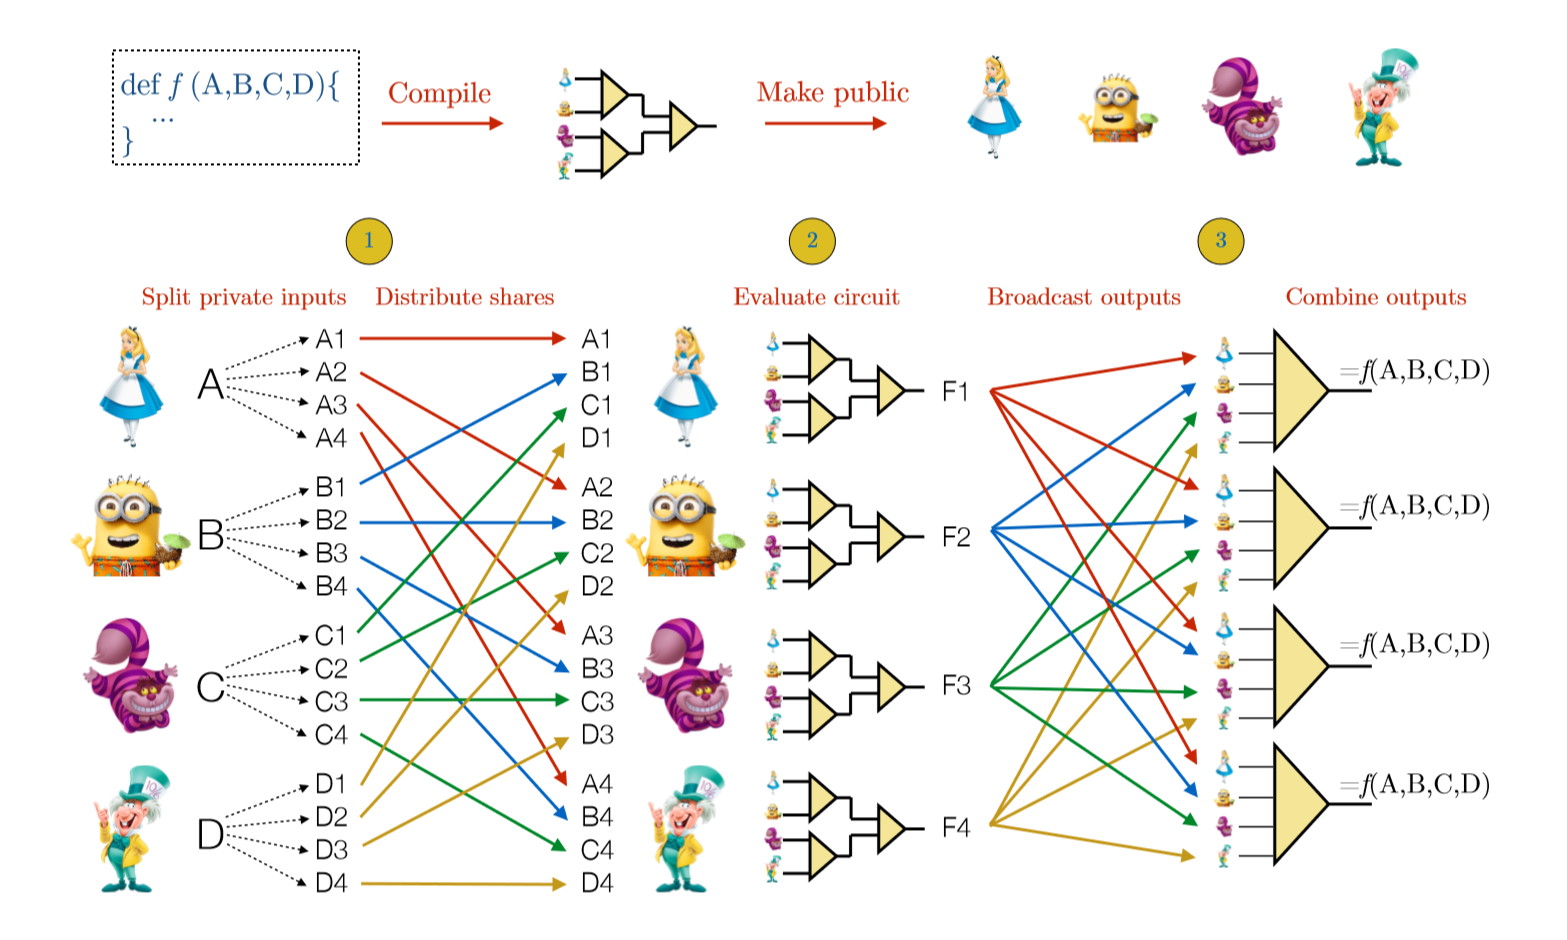 def f (A,B,C,D){
...
}
Compile
Make public
1
2
3
Split private inputs
Distribute shares
Evaluate circuit
Broadcast outputs
Combine outputs
A
A1
A2
A3
A4
B
B1
B2
B3
B4
C
C1
C2
C3
C4
D
D1
D2
D3
D4
A1
B1
C1
D1
A2
B2
C2
D2
A3
B3
C3
D3
A4
B4
C4
D4
F1
F2
F3
F4
=f(A,B,C,D)
=f(A,B,C,D)
=f(A,B,C,D)
=f(A,B,C,D)